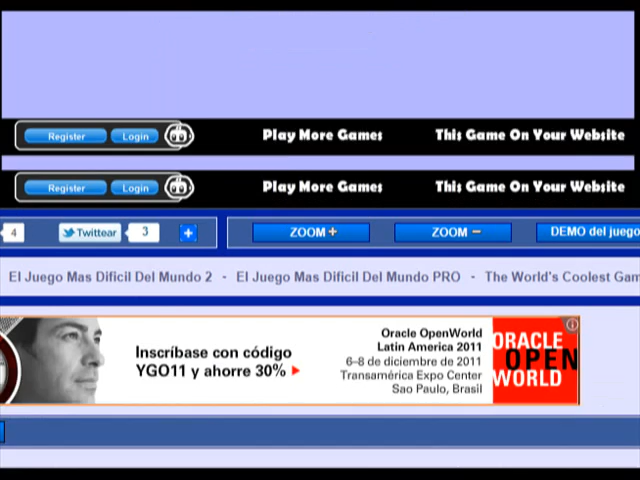 Register Login Play More Games This Game On Your Website
Register Login Play More Games This Game On Your Website
4 Twittear 3 + ZOOM + ZOOM − DEMO del juego
El Juego Mas Dificil Del Mundo 2 - El Juego Mas Dificil Del Mundo PRO - The World's Coolest Gam
Inscríbase con código
YGO11 y ahorre 30%
Oracle OpenWorld
Latin America 2011
6–8 de diciembre de 2011
Transamérica Expo Center
Sao Paulo, Brasil
ORACLE
OPEN
WORLD